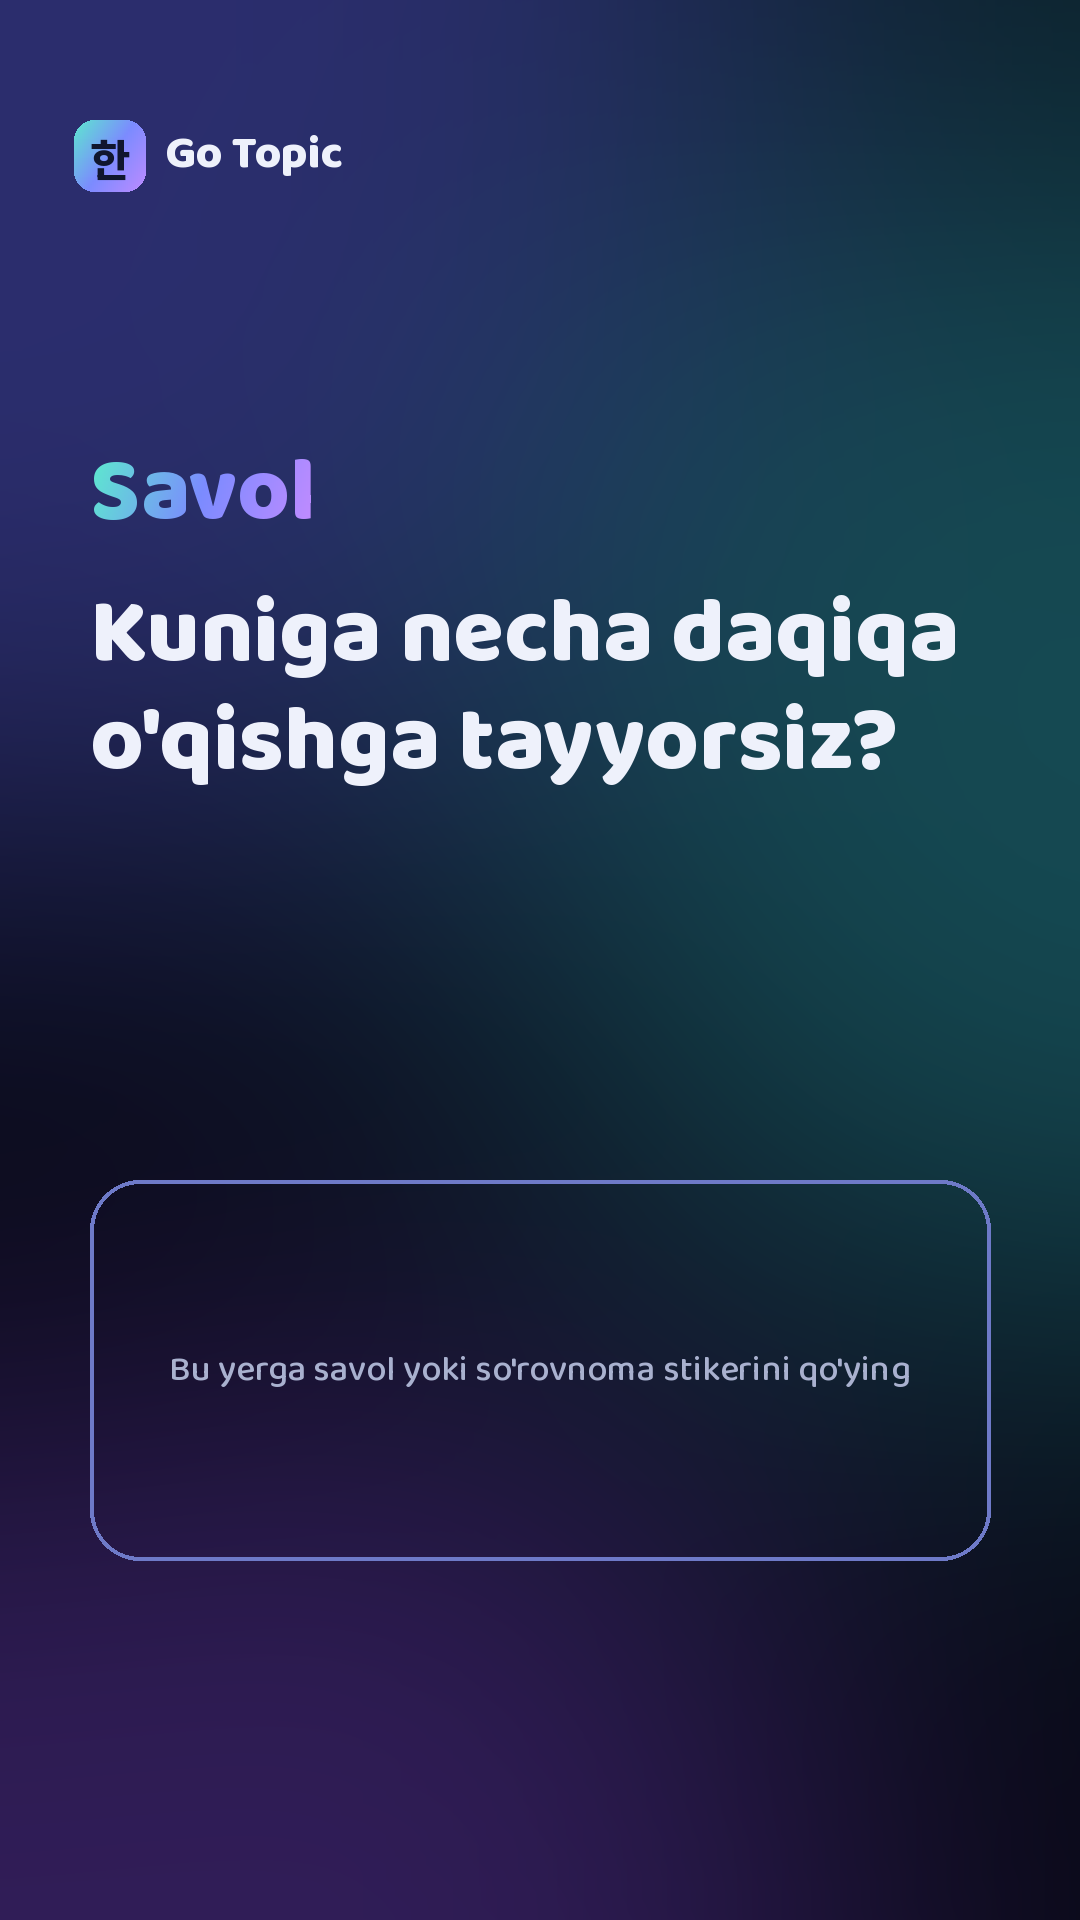 한 Go Topic
Savol
Kuniga necha daqiqa
o'qishga tayyorsiz?
Bu yerga savol yoki so'rovnoma stikerini qo'ying